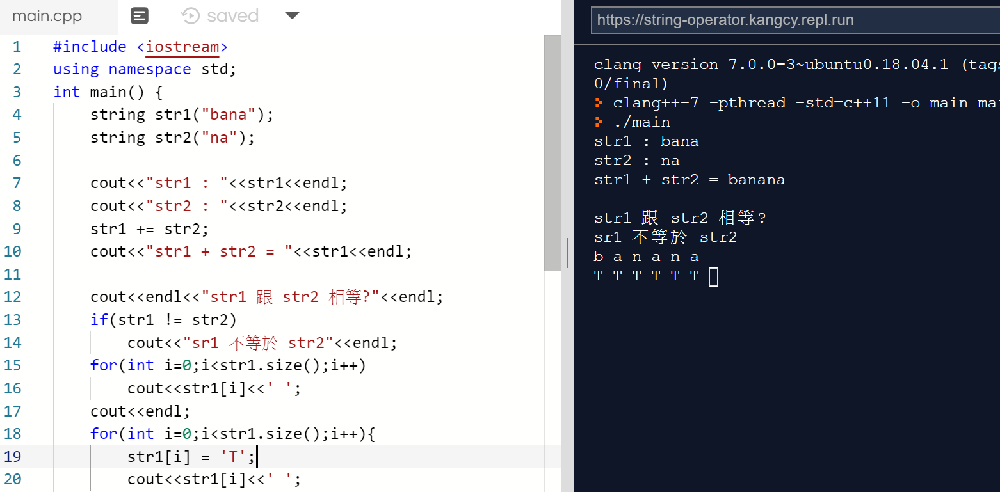 main.cpp
saved
1 #include <iostream>
2 using namespace std;
3 int main() {
4     string str1("bana");
5     string str2("na");
6
7     cout<<"str1 : "<<str1<<endl;
8     cout<<"str2 : "<<str2<<endl;
9     str1 += str2;
10     cout<<"str1 + str2 = "<<str1<<endl;
11
12     cout<<endl<<"str1 跟 str2 相等?"<<endl;
13     if(str1 != str2)
14         cout<<"sr1 不等於 str2"<<endl;
15     for(int i=0;i<str1.size();i++)
16         cout<<str1[i]<<' ';
17     cout<<endl;
18     for(int i=0;i<str1.size();i++){
19         str1[i] = 'T';
20         cout<<str1[i]<<' ';
https://string-operator.kangcy.repl.run
clang version 7.0.0-3~ubuntu0.18.04.1 (tags
0/final)
clang++-7 -pthread -std=c++11 -o main mai
./main
str1 : bana
str2 : na
str1 + str2 = banana
str1 跟 str2 相等?
sr1 不等於 str2
b a n a n a
T T T T T T